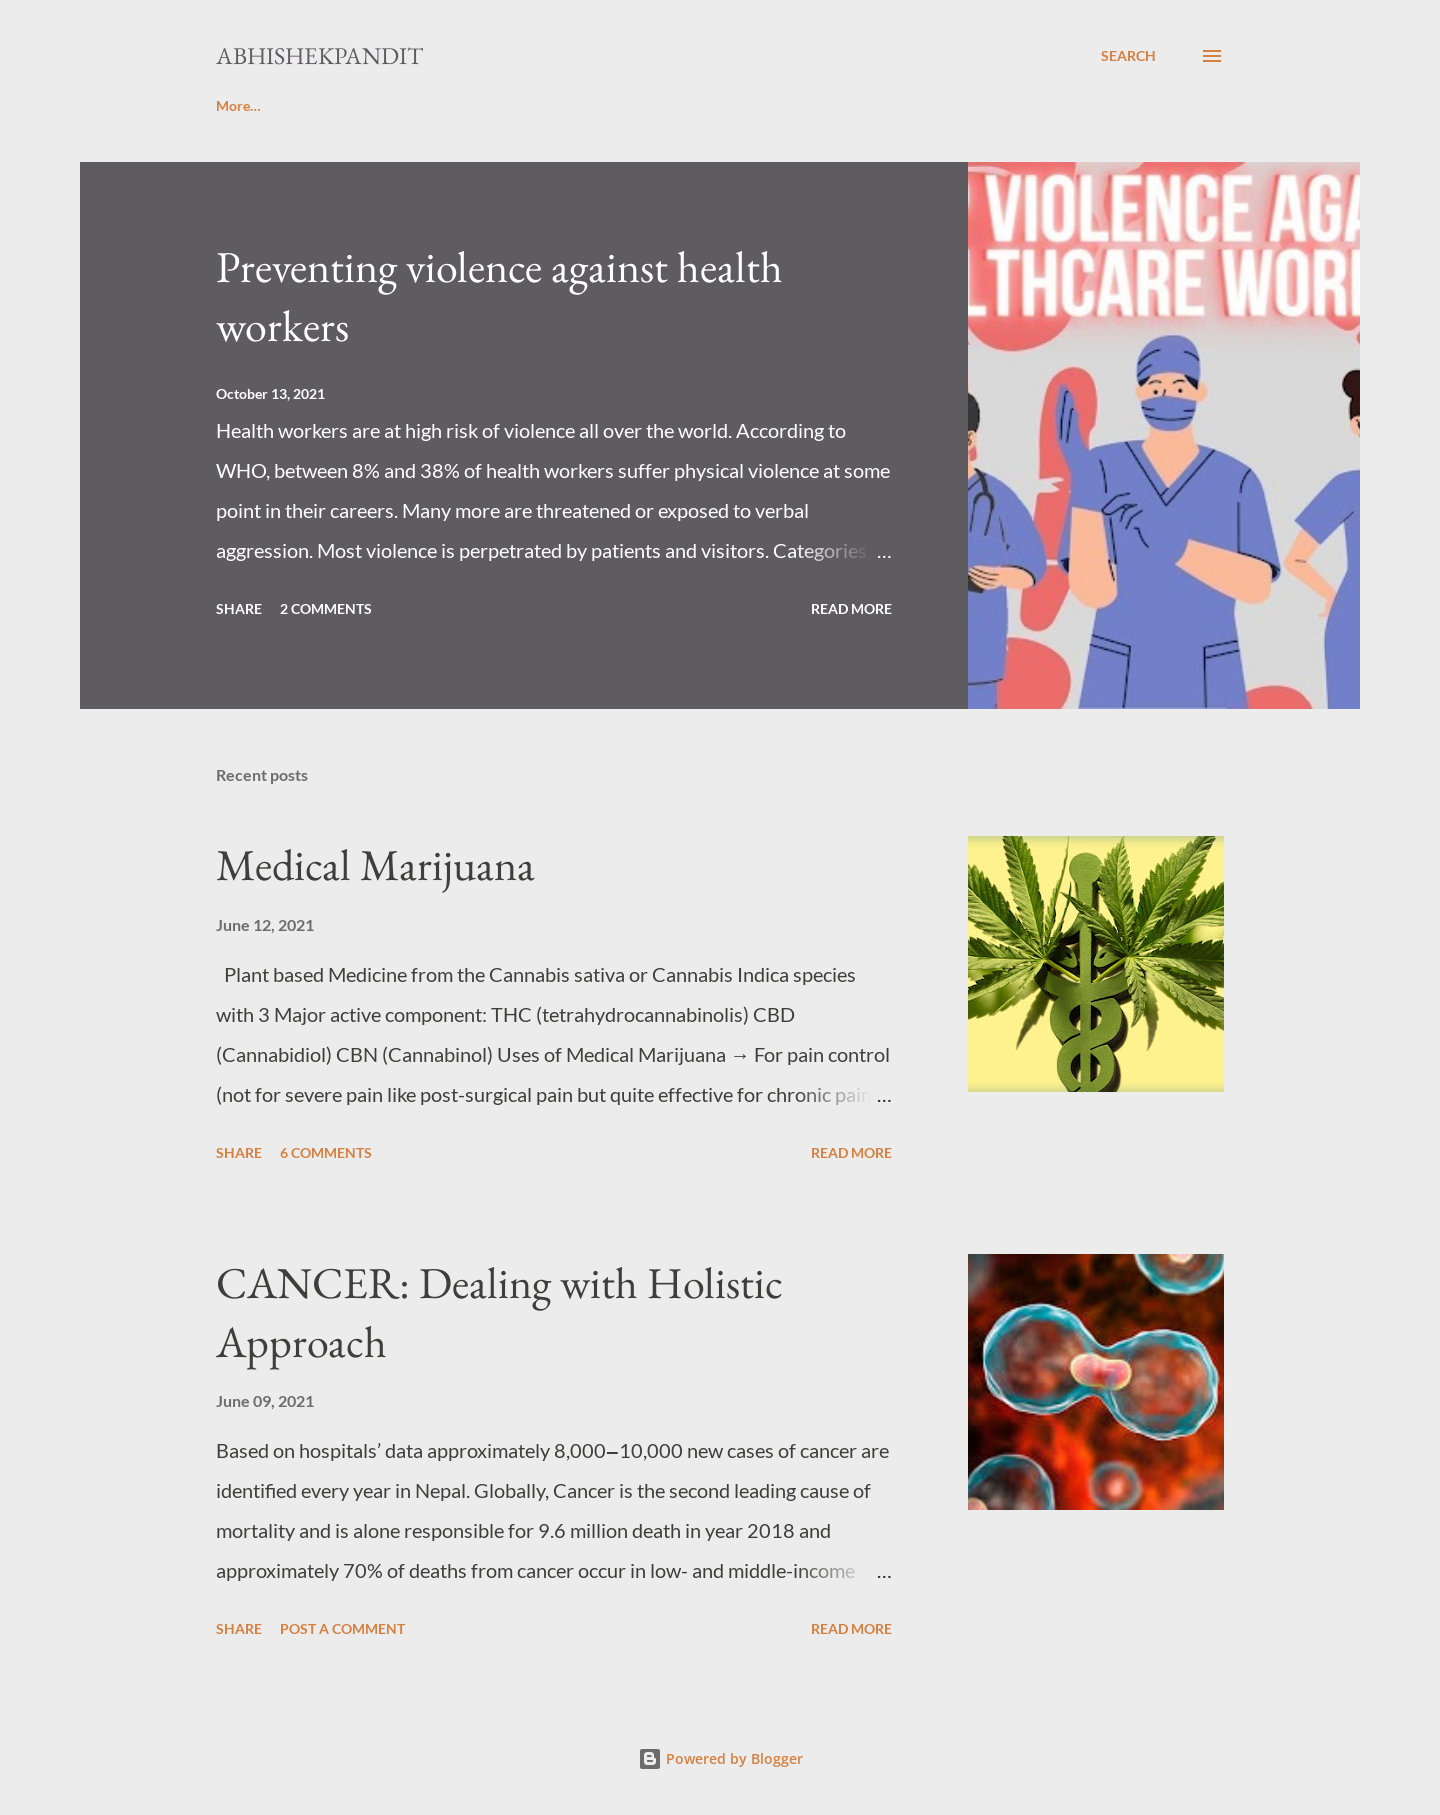 ABHISHEKPANDIT
SEARCH
More…
Preventing violence against health
workers
October 13, 2021
Health workers are at high risk of violence all over the world. According to
WHO, between 8% and 38% of health workers suffer physical violence at some
point in their careers. Many more are threatened or exposed to verbal
aggression. Most violence is perpetrated by patients and visitors. Categories …
SHARE 2 COMMENTS READ MORE
VIOLENCE AGA
LTHCARE WOR
Recent posts
Medical Marijuana
June 12, 2021
Plant based Medicine from the Cannabis sativa or Cannabis Indica species
with 3 Major active component: THC (tetrahydrocannabinolis) CBD
(Cannabidiol) CBN (Cannabinol) Uses of Medical Marijuana → For pain control
(not for severe pain like post-surgical pain but quite effective for chronic pain …
SHARE 6 COMMENTS READ MORE
CANCER: Dealing with Holistic
Approach
June 09, 2021
Based on hospitals’ data approximately 8,000‒10,000 new cases of cancer are
identified every year in Nepal. Globally, Cancer is the second leading cause of
mortality and is alone responsible for 9.6 million death in year 2018 and
approximately 70% of deaths from cancer occur in low- and middle-income …
SHARE POST A COMMENT READ MORE
Powered by Blogger